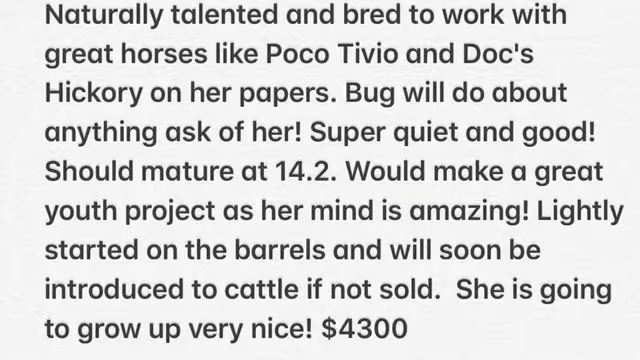 Naturally talented and bred to work with
great horses like Poco Tivio and Doc's
Hickory on her papers. Bug will do about
anything ask of her! Super quiet and good!
Should mature at 14.2. Would make a great
youth project as her mind is amazing! Lightly
started on the barrels and will soon be
introduced to cattle if not sold.  She is going
to grow up very nice! $4300